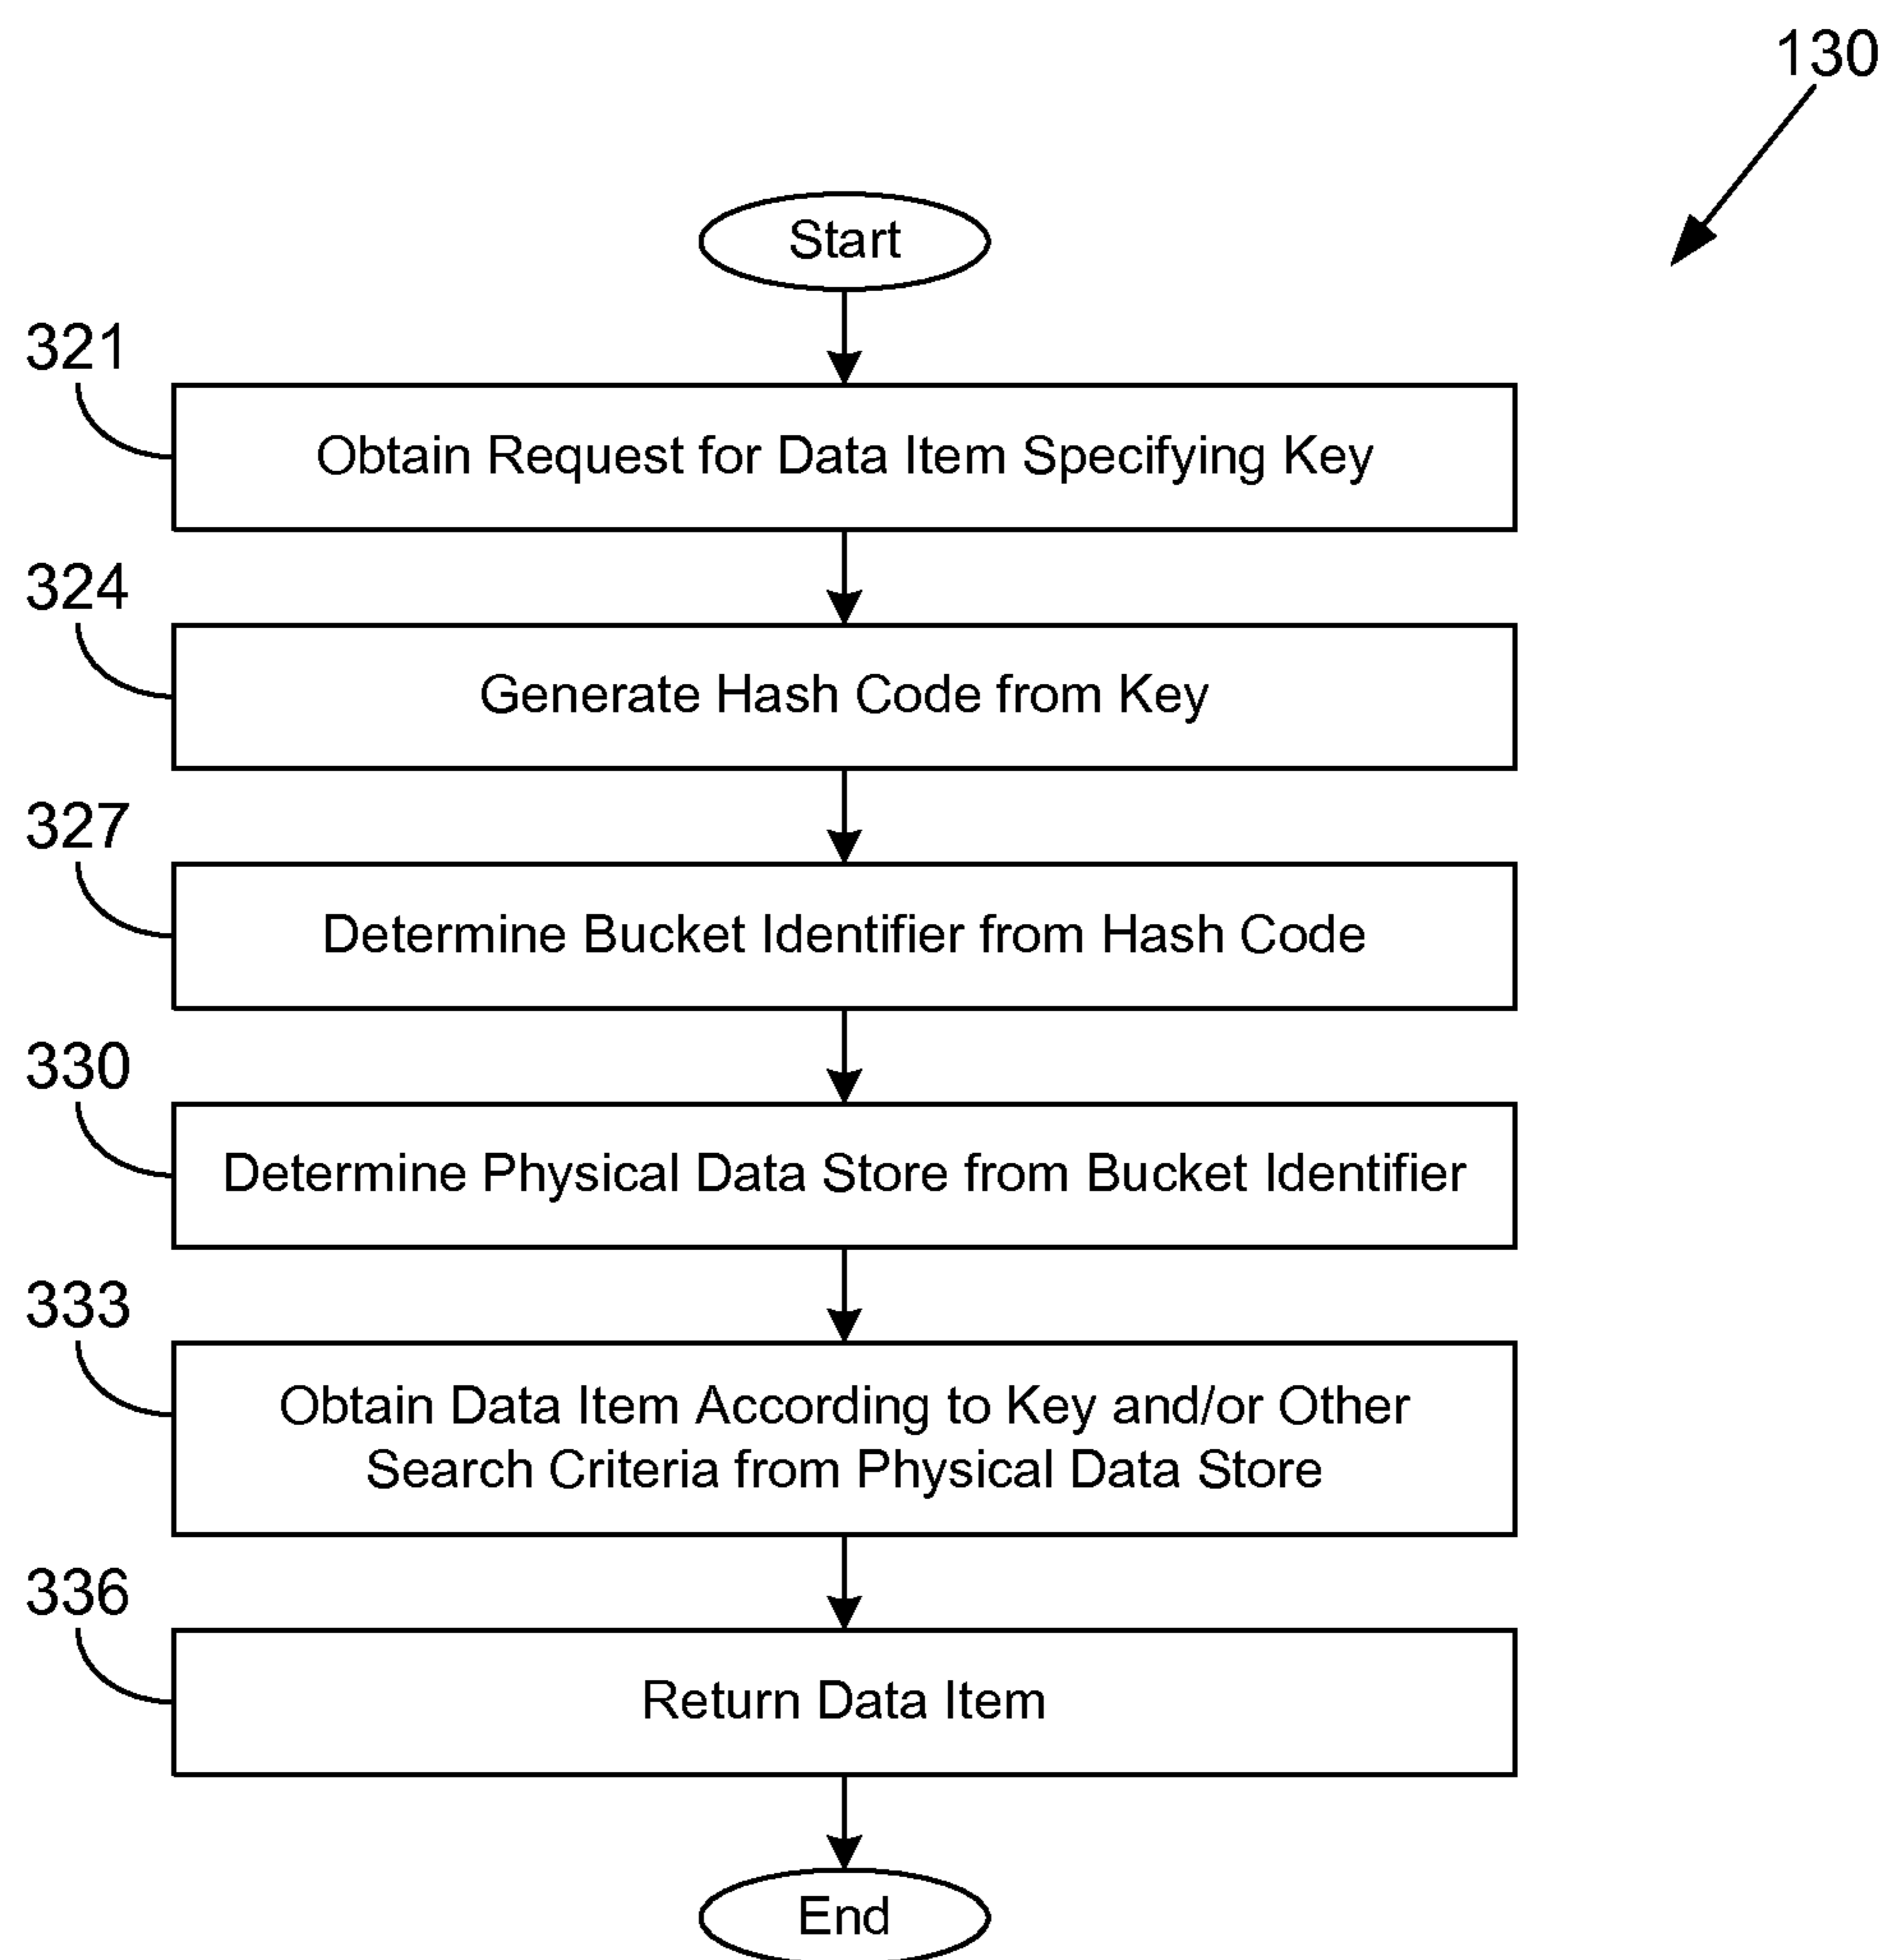 130
Start
321
Obtain Request for Data Item Specifying Key
324
Generate Hash Code from Key
327
Determine Bucket Identifier from Hash Code
330
Determine Physical Data Store from Bucket Identifier
333
Obtain Data Item According to Key and/or Other
Search Criteria from Physical Data Store
336
Return Data Item
End